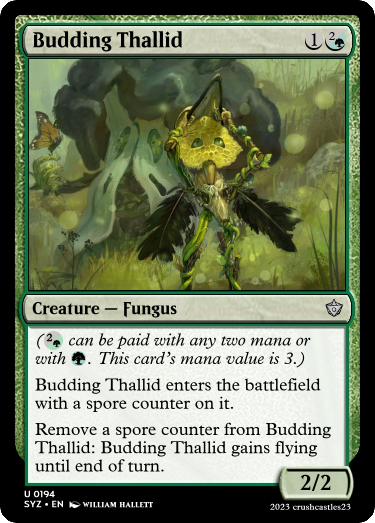 Budding Thallid 1 2
Creature — Fungus
(2 can be paid with any two mana or
with . This card's mana value is 3.)
Budding Thallid enters the battlefield
with a spore counter on it.
Remove a spore counter from Budding
Thallid: Budding Thallid gains flying
until end of turn.
2/2
U 0194
SYZ • EN WILLIAM HALLETT
2023 crushcastles23